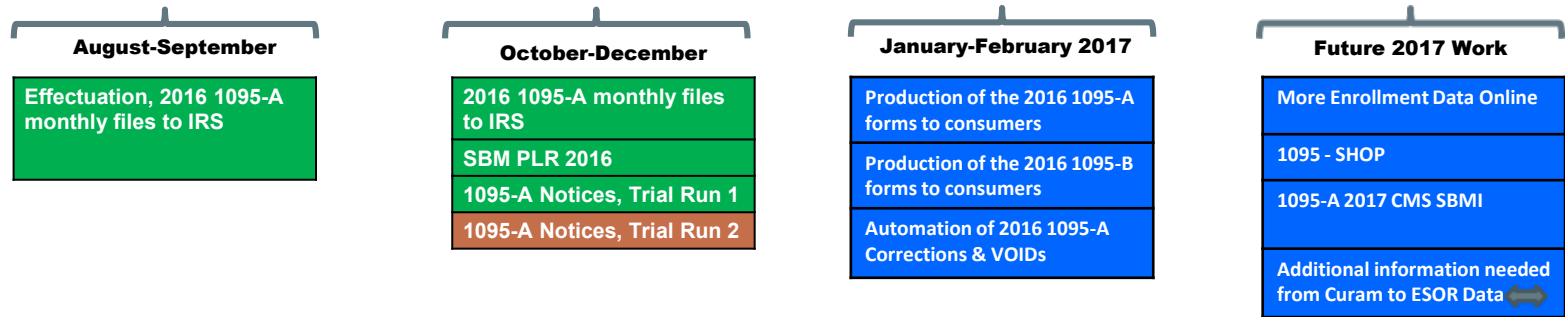 August-September
Effectuation, 2016 1095-A
monthly files to IRS
October-December
2016 1095-A monthly files
to IRS
SBM PLR 2016
1095-A Notices, Trial Run 1
1095-A Notices, Trial Run 2
January-February 2017
Production of the 2016 1095-A
forms to consumers
Production of the 2016 1095-B
forms to consumers
Automation of 2016 1095-A
Corrections & VOIDs
Future 2017 Work
More Enrollment Data Online
1095 - SHOP
1095-A 2017 CMS SBMI
Additional information needed
from Curam to ESOR Data